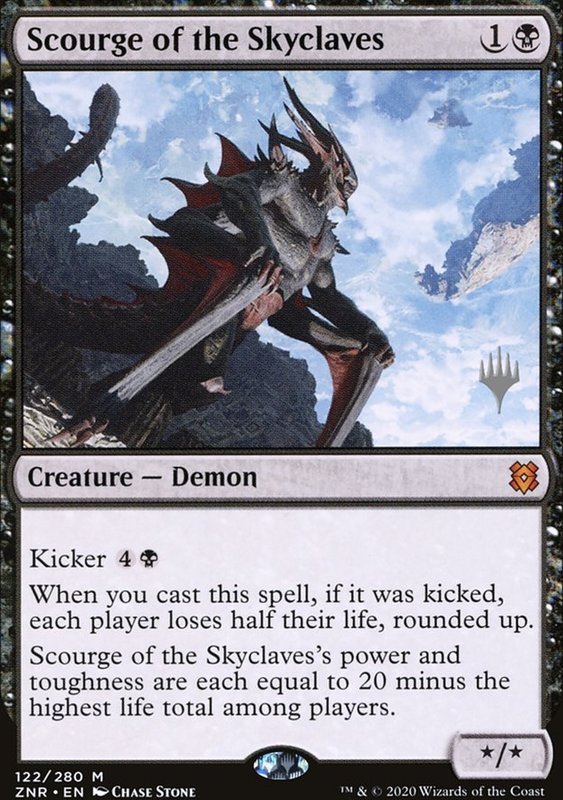 Scourge of the Skyclaves 1
Creature — Demon
Kicker 4
When you cast this spell, if it was kicked,
each player loses half their life, rounded up.
Scourge of the Skyclaves's power and
toughness are each equal to 20 minus the
highest life total among players.
*/*
122/280 M
ZNR • EN Chase Stone
™ & © 2020 Wizards of the Coast